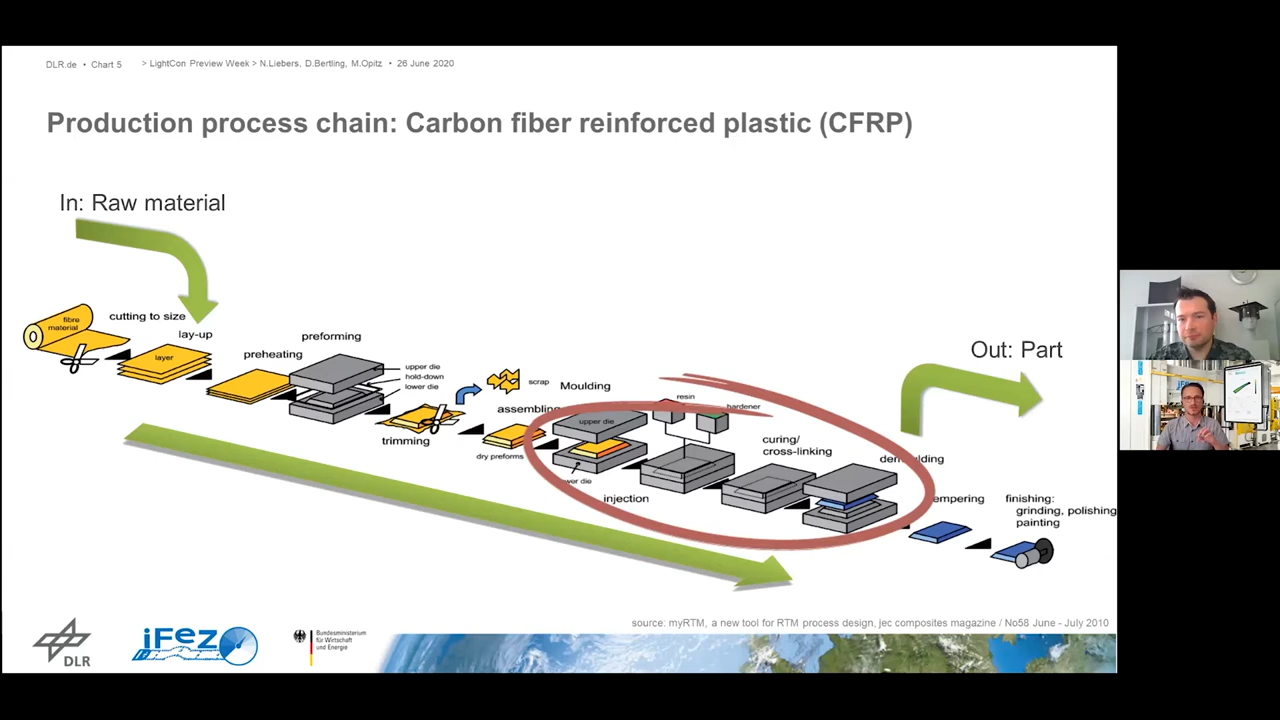 DLR.de • Chart 5 > LightCon Preview Week > N.Liebers, D.Bertling, M.Opitz • 26 June 2020
Production process chain: Carbon fiber reinforced plastic (CFRP)
In: Raw material
fibre
material
cutting to size
lay-up
layer
preheating
preforming
upper die
hold-down
lower die
scrap
trimming
assembling
dry preforms
Moulding
upper die
resin
hardener
injection
curing/
cross-linking
Out: Part
finishing:
grinding, polishing
painting
source: myRTM, a new tool for RTM process design, jec composites magazine / No58 June - July 2010
DLR
iFez
Bundesministerium
für Wirtschaft
und Energie